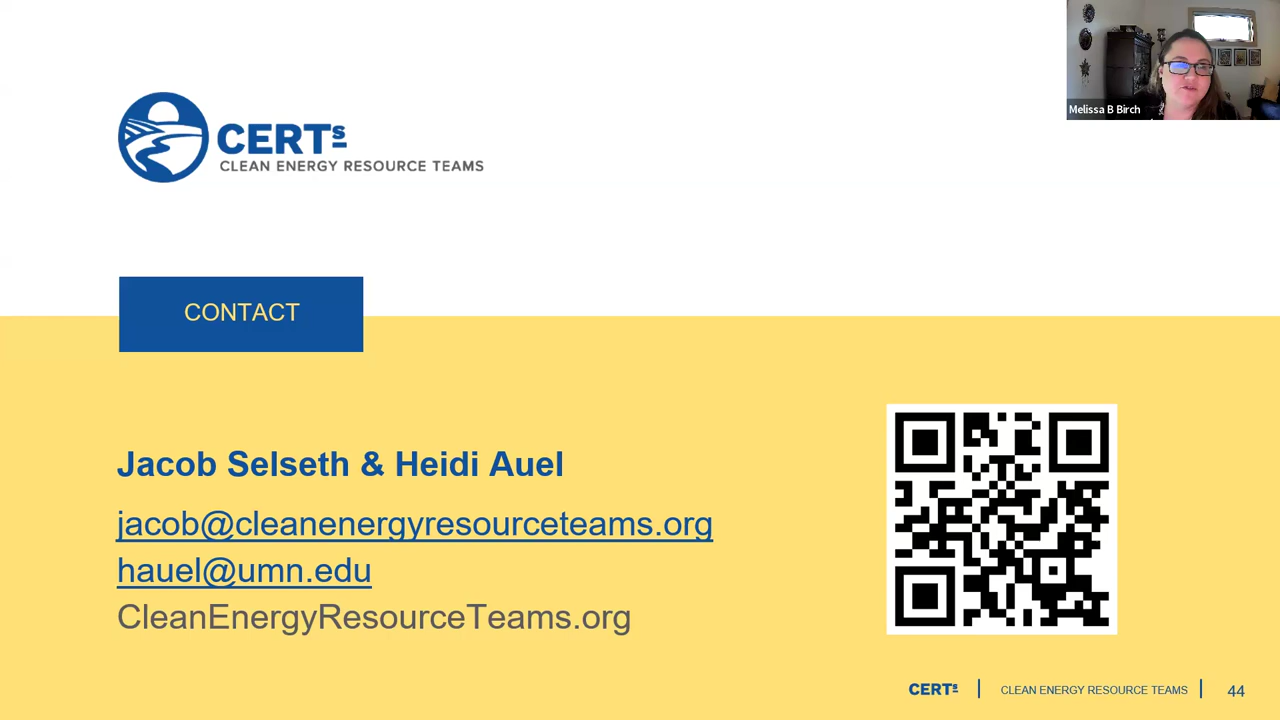 Melissa B Birch
CERTs
CLEAN ENERGY RESOURCE TEAMS
CONTACT
Jacob Selseth & Heidi Auel
jacob@cleanenergyresourceteams.org
hauel@umn.edu
CleanEnergyResourceTeams.org
CERTs | CLEAN ENERGY RESOURCE TEAMS | 44